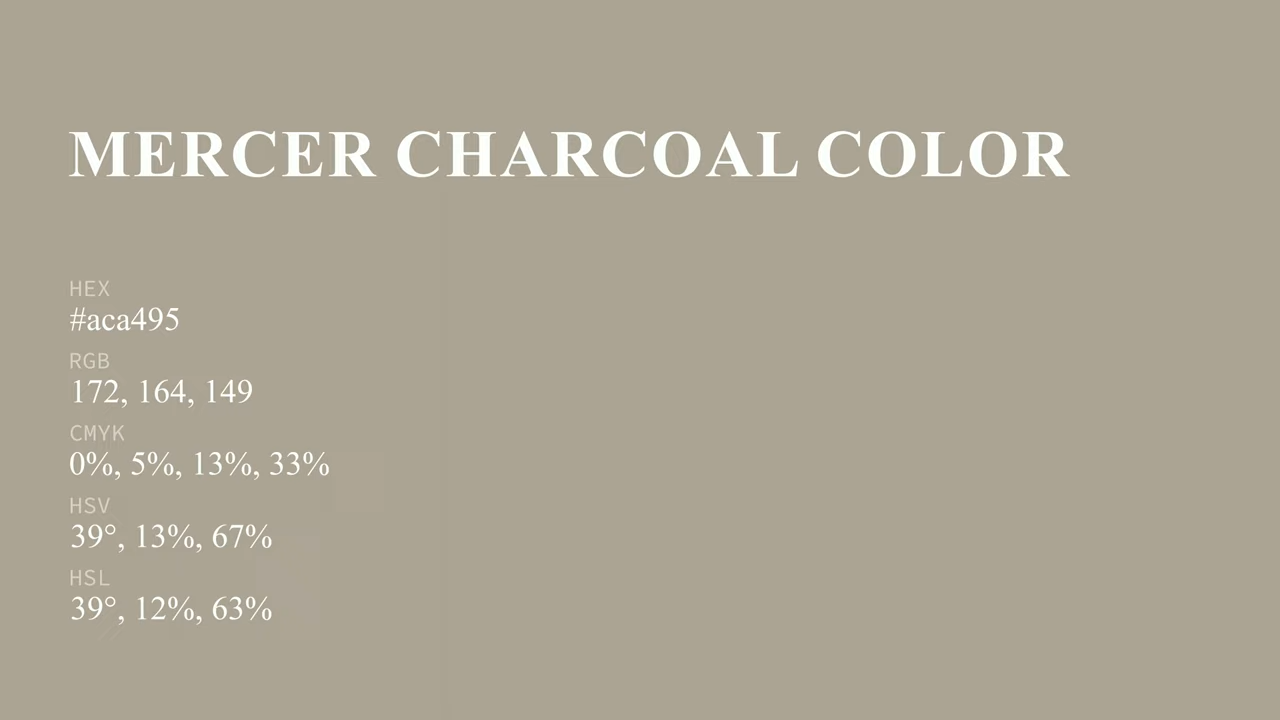 MERCER CHARCOAL COLOR
HEX
#aca495
RGB
172, 164, 149
CMYK
0%, 5%, 13%, 33%
HSV
39°, 13%, 67%
HSL
39°, 12%, 63%